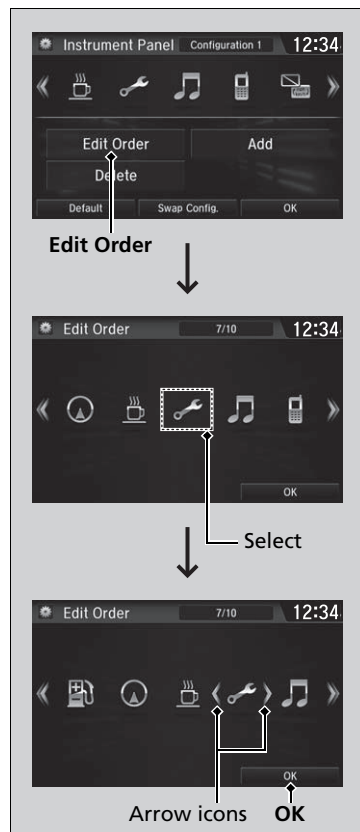 Instrument Panel Configuration 1 12:34
Edit Order Add
Delete
Default Swap Config. OK
Edit Order
Edit Order 7/10 12:34
OK
Select
Edit Order 7/10 12:34
OK
Arrow icons OK